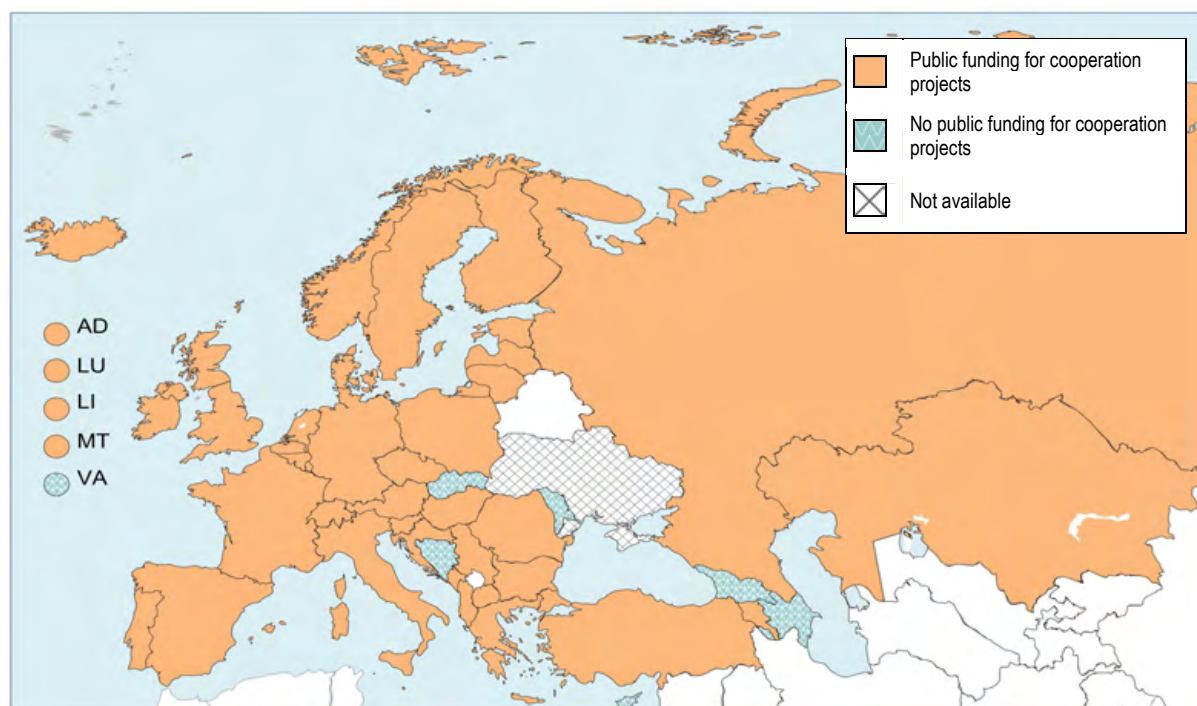 Public funding for cooperation
projects
No public funding for cooperation
projects
Not available
AD
LU
LI
MT
VA